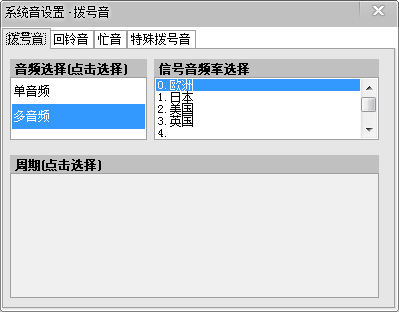 系统音设置 - 拨号音
拨号音 回铃音 忙音 特殊拨号音
音频选择(点击选择)
单音频
多音频
信号音频率选择
0. 欧洲
1. 日本
2. 美国
3. 英国
4.
周期(点击选择)